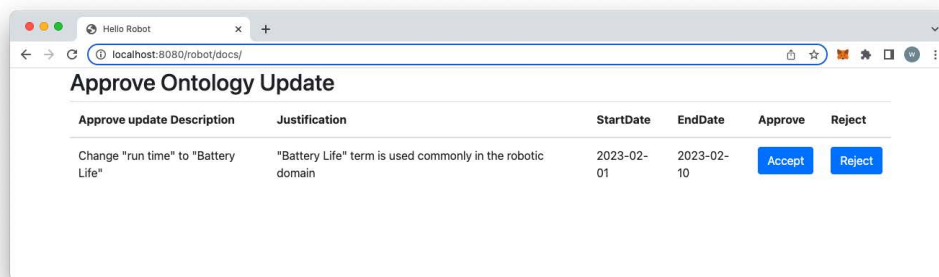 Hello Robot
localhost:8080/robot/docs/
W
Approve Ontology Update
Approve update Description Justification StartDate EndDate Approve Reject
Change "run time" to "Battery "Battery Life" term is used commonly in the robotic 2023-02- 2023-02- Accept Reject
Life" domain 01 10